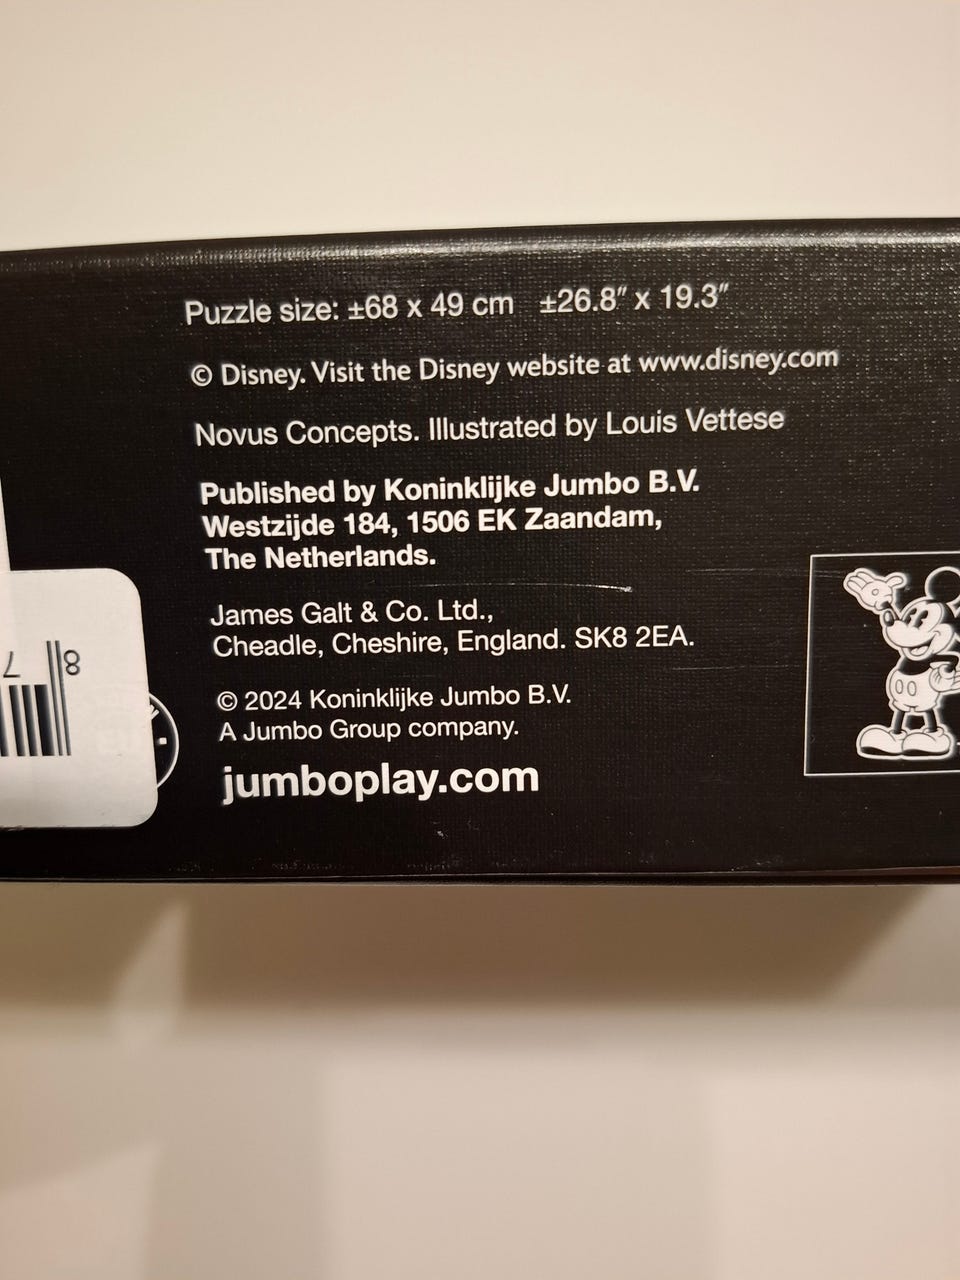 Puzzle size: ±68 x 49 cm ±26.8″ x 19.3″
© Disney. Visit the Disney website at www.disney.com
Novus Concepts. Illustrated by Louis Vettese
Published by Koninklijke Jumbo B.V.
Westzijde 184, 1506 EK Zaandam,
The Netherlands.
James Galt & Co. Ltd.,
Cheadle, Cheshire, England. SK8 2EA.
© 2024 Koninklijke Jumbo B.V.
A Jumbo Group company.
jumboplay.com
8
7